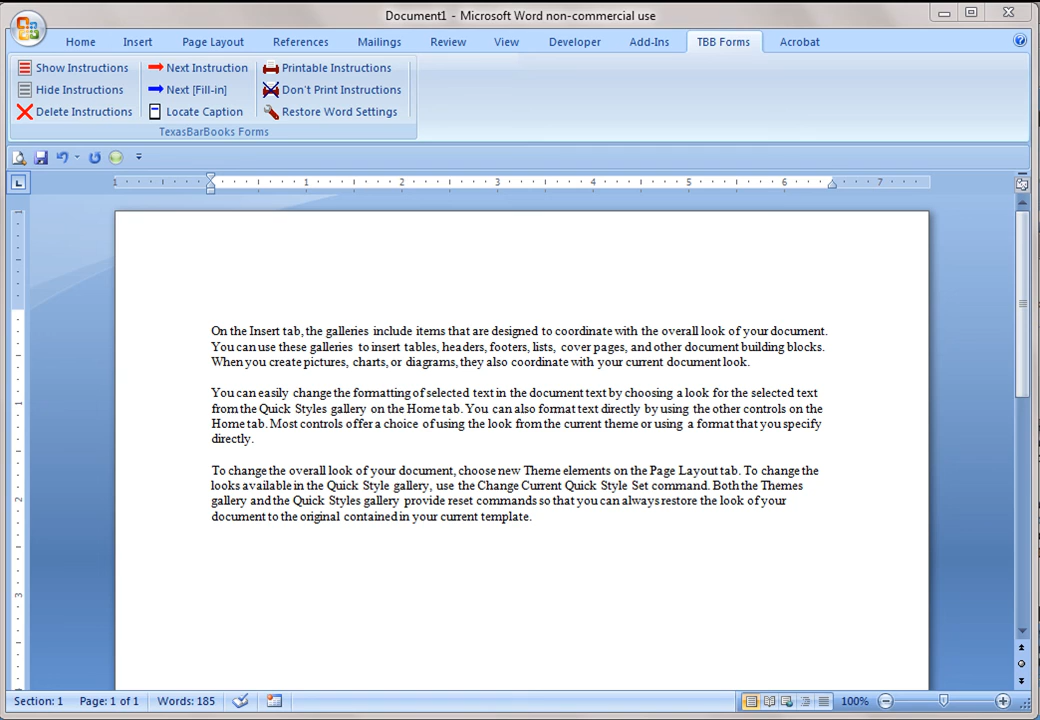 Document1 - Microsoft Word non-commercial use
Home Insert Page Layout References Mailings Review View Developer Add-Ins TBB Forms Acrobat
Show Instructions Next Instruction Printable Instructions
Hide Instructions Next [Fill-in] Don't Print Instructions
Delete Instructions Locate Caption Restore Word Settings
TexasBarBooks Forms
L 1 1 2 3 4 5 6 7
On the Insert tab, the galleries include items that are designed to coordinate with the overall look of your document.
You can use these galleries to insert tables, headers, footers, lists, cover pages, and other document building blocks.
When you create pictures, charts, or diagrams, they also coordinate with your current document look.
You can easily change the formatting of selected text in the document text by choosing a look for the selected text
from the Quick Styles gallery on the Home tab. You can also format text directly by using the other controls on the
Home tab. Most controls offer a choice of using the look from the current theme or using a format that you specify
directly.
To change the overall look of your document, choose new Theme elements on the Page Layout tab. To change the
looks available in the Quick Style gallery, use the Change Current Quick Style Set command. Both the Themes
gallery and the Quick Styles gallery provide reset commands so that you can always restore the look of your
document to the original contained in your current template.
1
1
2
3
Section: 1 Page: 1 of 1 Words: 185 100%